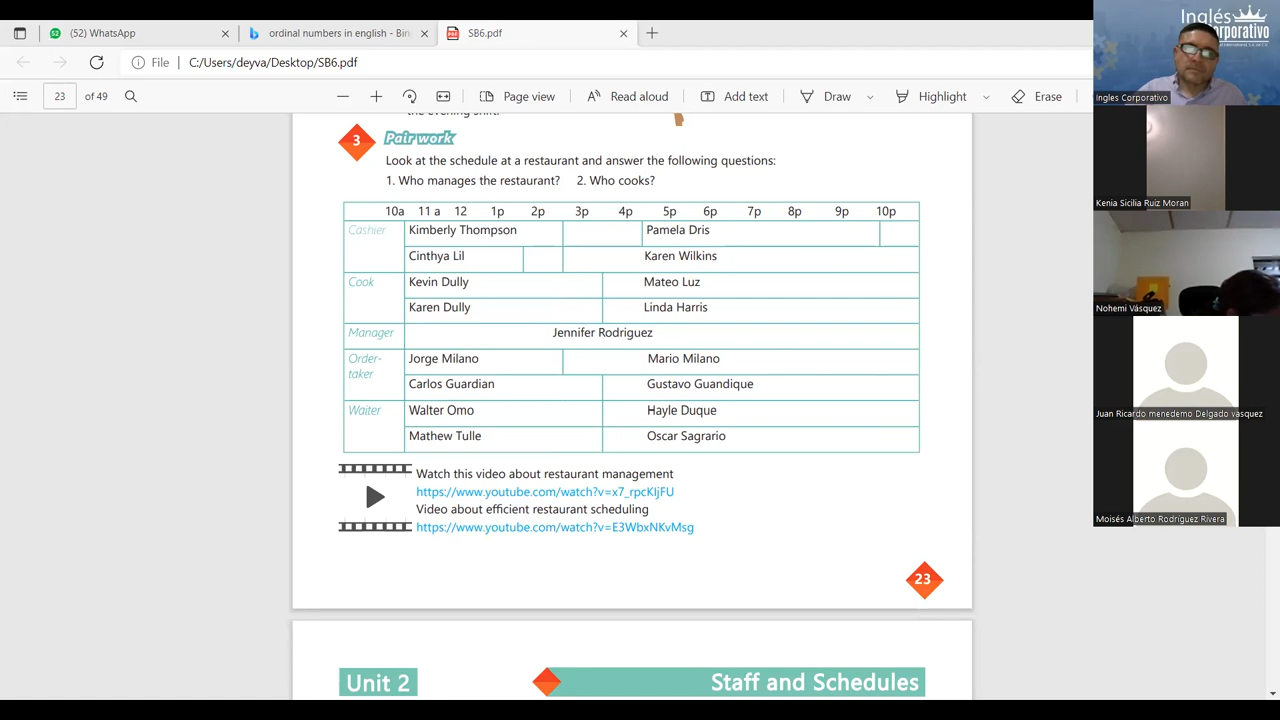 (52) WhatsApp
ordinal numbers in english - Bin
SB6.pdf
File
C:/Users/deyva/Desktop/SB6.pdf
23 of 49
Page view
Read aloud
Add text
Draw
Highlight
Erase
the evening shift.
3 Pair work
Look at the schedule at a restaurant and answer the following questions:
1. Who manages the restaurant? 2. Who cooks?
10a 11 a 12 1p 2p 3p 4p 5p 6p 7p 8p 9p 10p
Cashier Kimberly Thompson Pamela Dris
Cinthya Lil Karen Wilkins
Cook Kevin Dully Mateo Luz
Karen Dully Linda Harris
Manager Jennifer Rodriguez
Order-
taker
Jorge Milano Mario Milano
Carlos Guardian Gustavo Guandique
Waiter Walter Omo Hayle Duque
Mathew Tulle Oscar Sagrario
Watch this video about restaurant management
https://www.youtube.com/watch?v=x7_rpcKIjFU
Video about efficient restaurant scheduling
https://www.youtube.com/watch?v=E3WbxNKvMsg
23
Unit 2 Staff and Schedules
Inglés
Ingles Corporativo
Kenia Sicilia Ruiz Moran
Nohemi Vásquez
Juan Ricardo menedemo Delgado vasquez
Moisés Alberto Rodríguez Rivera